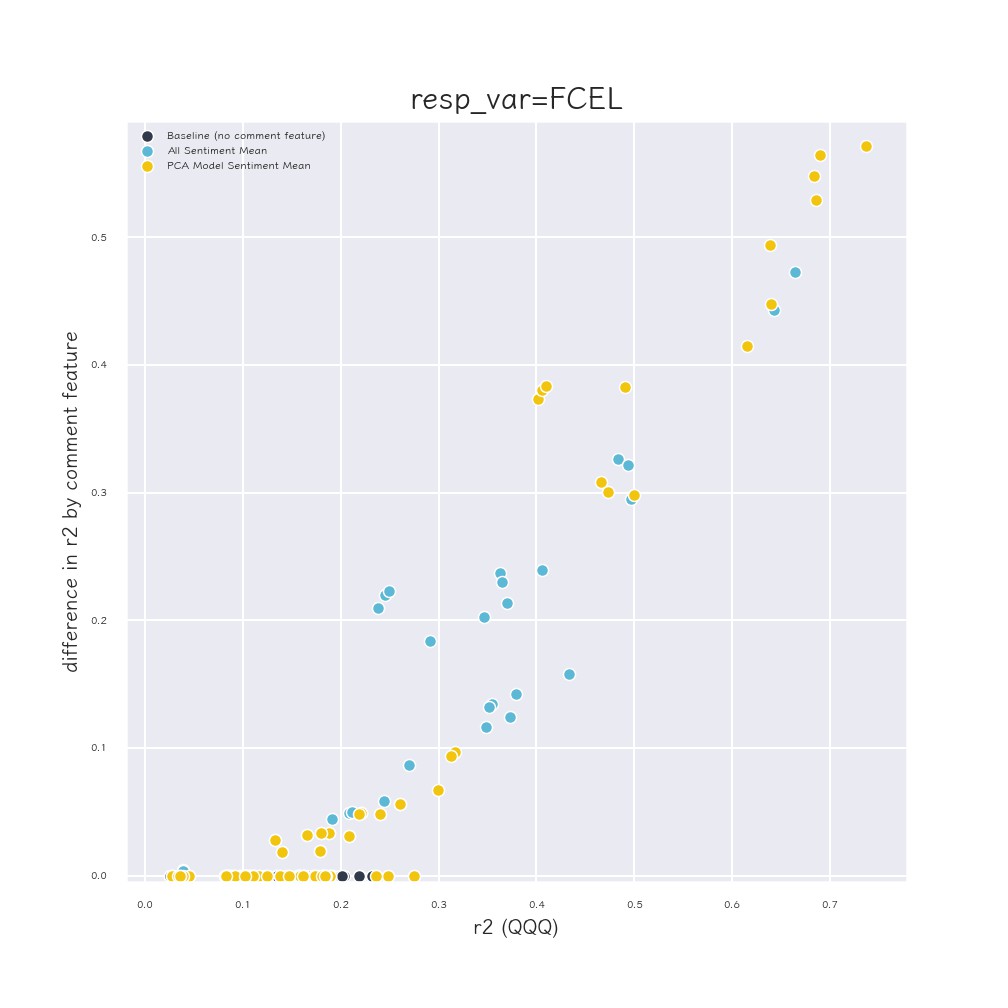 resp_var=FCEL
Baseline (no comment feature)
All Sentiment Mean
PCA Model Sentiment Mean
difference in r2 by comment feature
0.5
0.4
0.3
0.2
0.1
0.0
0.0 0.1 0.2 0.3 0.4 0.5 0.6 0.7
r2 (QQQ)